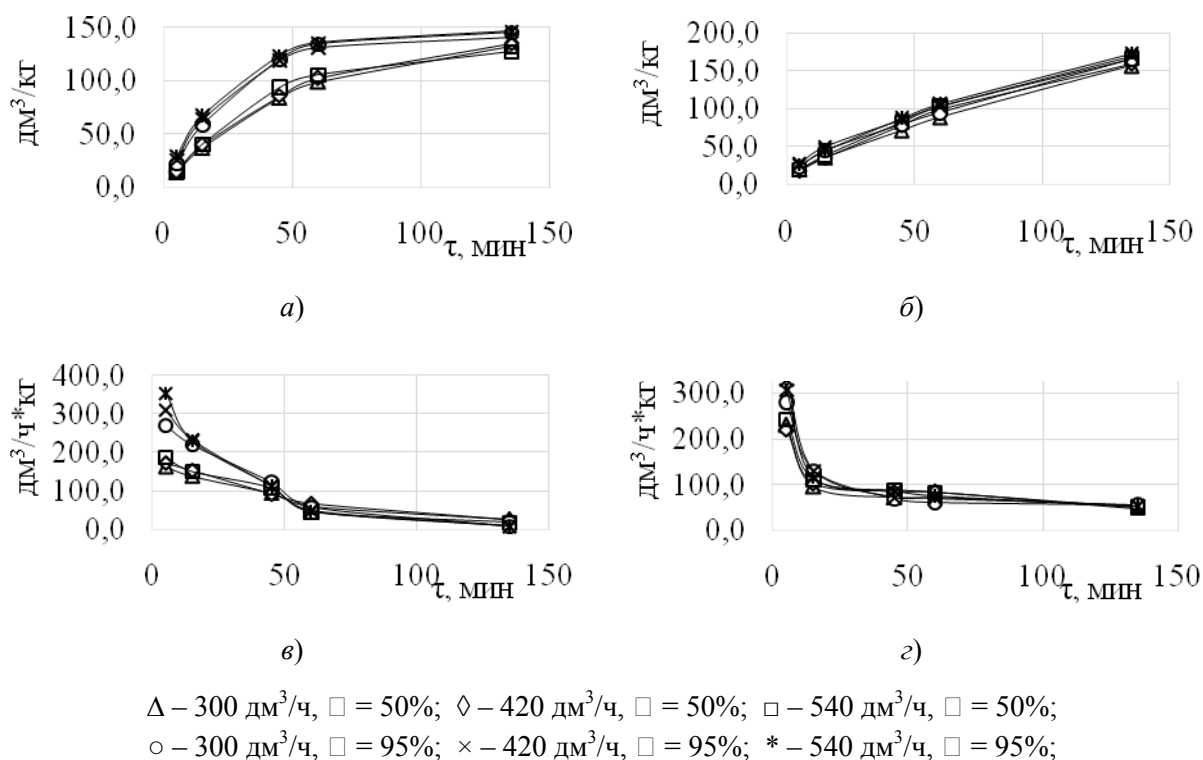 150,0
100,0
50,0
0,0
дм³/кг
0 50 100 150
τ, мин
а)
200,0
150,0
100,0
50,0
0,0
дм³/кг
0 50 100 150
τ, мин
б)
400,0
300,0
200,0
100,0
0,0
дм³/ч*кг
0 50 100 150
τ, мин
в)
300,0
200,0
100,0
0,0
дм³/ч*кг
0 50 100 150
τ, мин
г)
Δ – 300 дм³/ч, □ = 50%; ◊ – 420 дм³/ч, □ = 50%; □ – 540 дм³/ч, □ = 50%;
○ – 300 дм³/ч, □ = 95%; × – 420 дм³/ч, □ = 95%; * – 540 дм³/ч, □ = 95%;